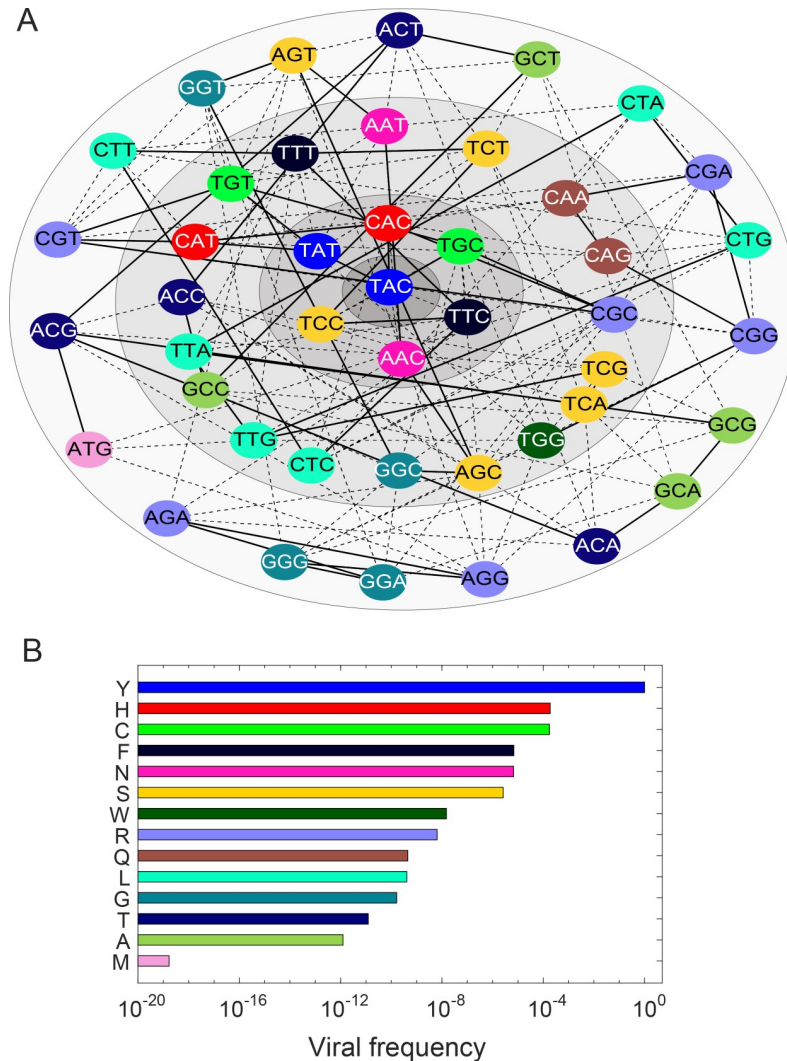 A
ACT
AGT
GCT
GGT
CTA
AAT
CTT
TTT
TCT
CGA
TGT
CAA
CAC
CGT
CAT
TAT
TGC
CTG
CAG
TAC
ACC
CGC
TTC
ACG
TCC
CGG
TTA
AAC
TCG
GCC
TCA
GCG
TTG
TGG
ATG
CTC
GGC
AGC
GCA
AGA
ACA
GGG
AGG
GGA
B
Y
H
C
F
N
S
W
R
Q
L
G
T
A
M
10⁻²⁰ 10⁻¹⁶ 10⁻¹² 10⁻⁸ 10⁻⁴ 10⁰
Viral frequency